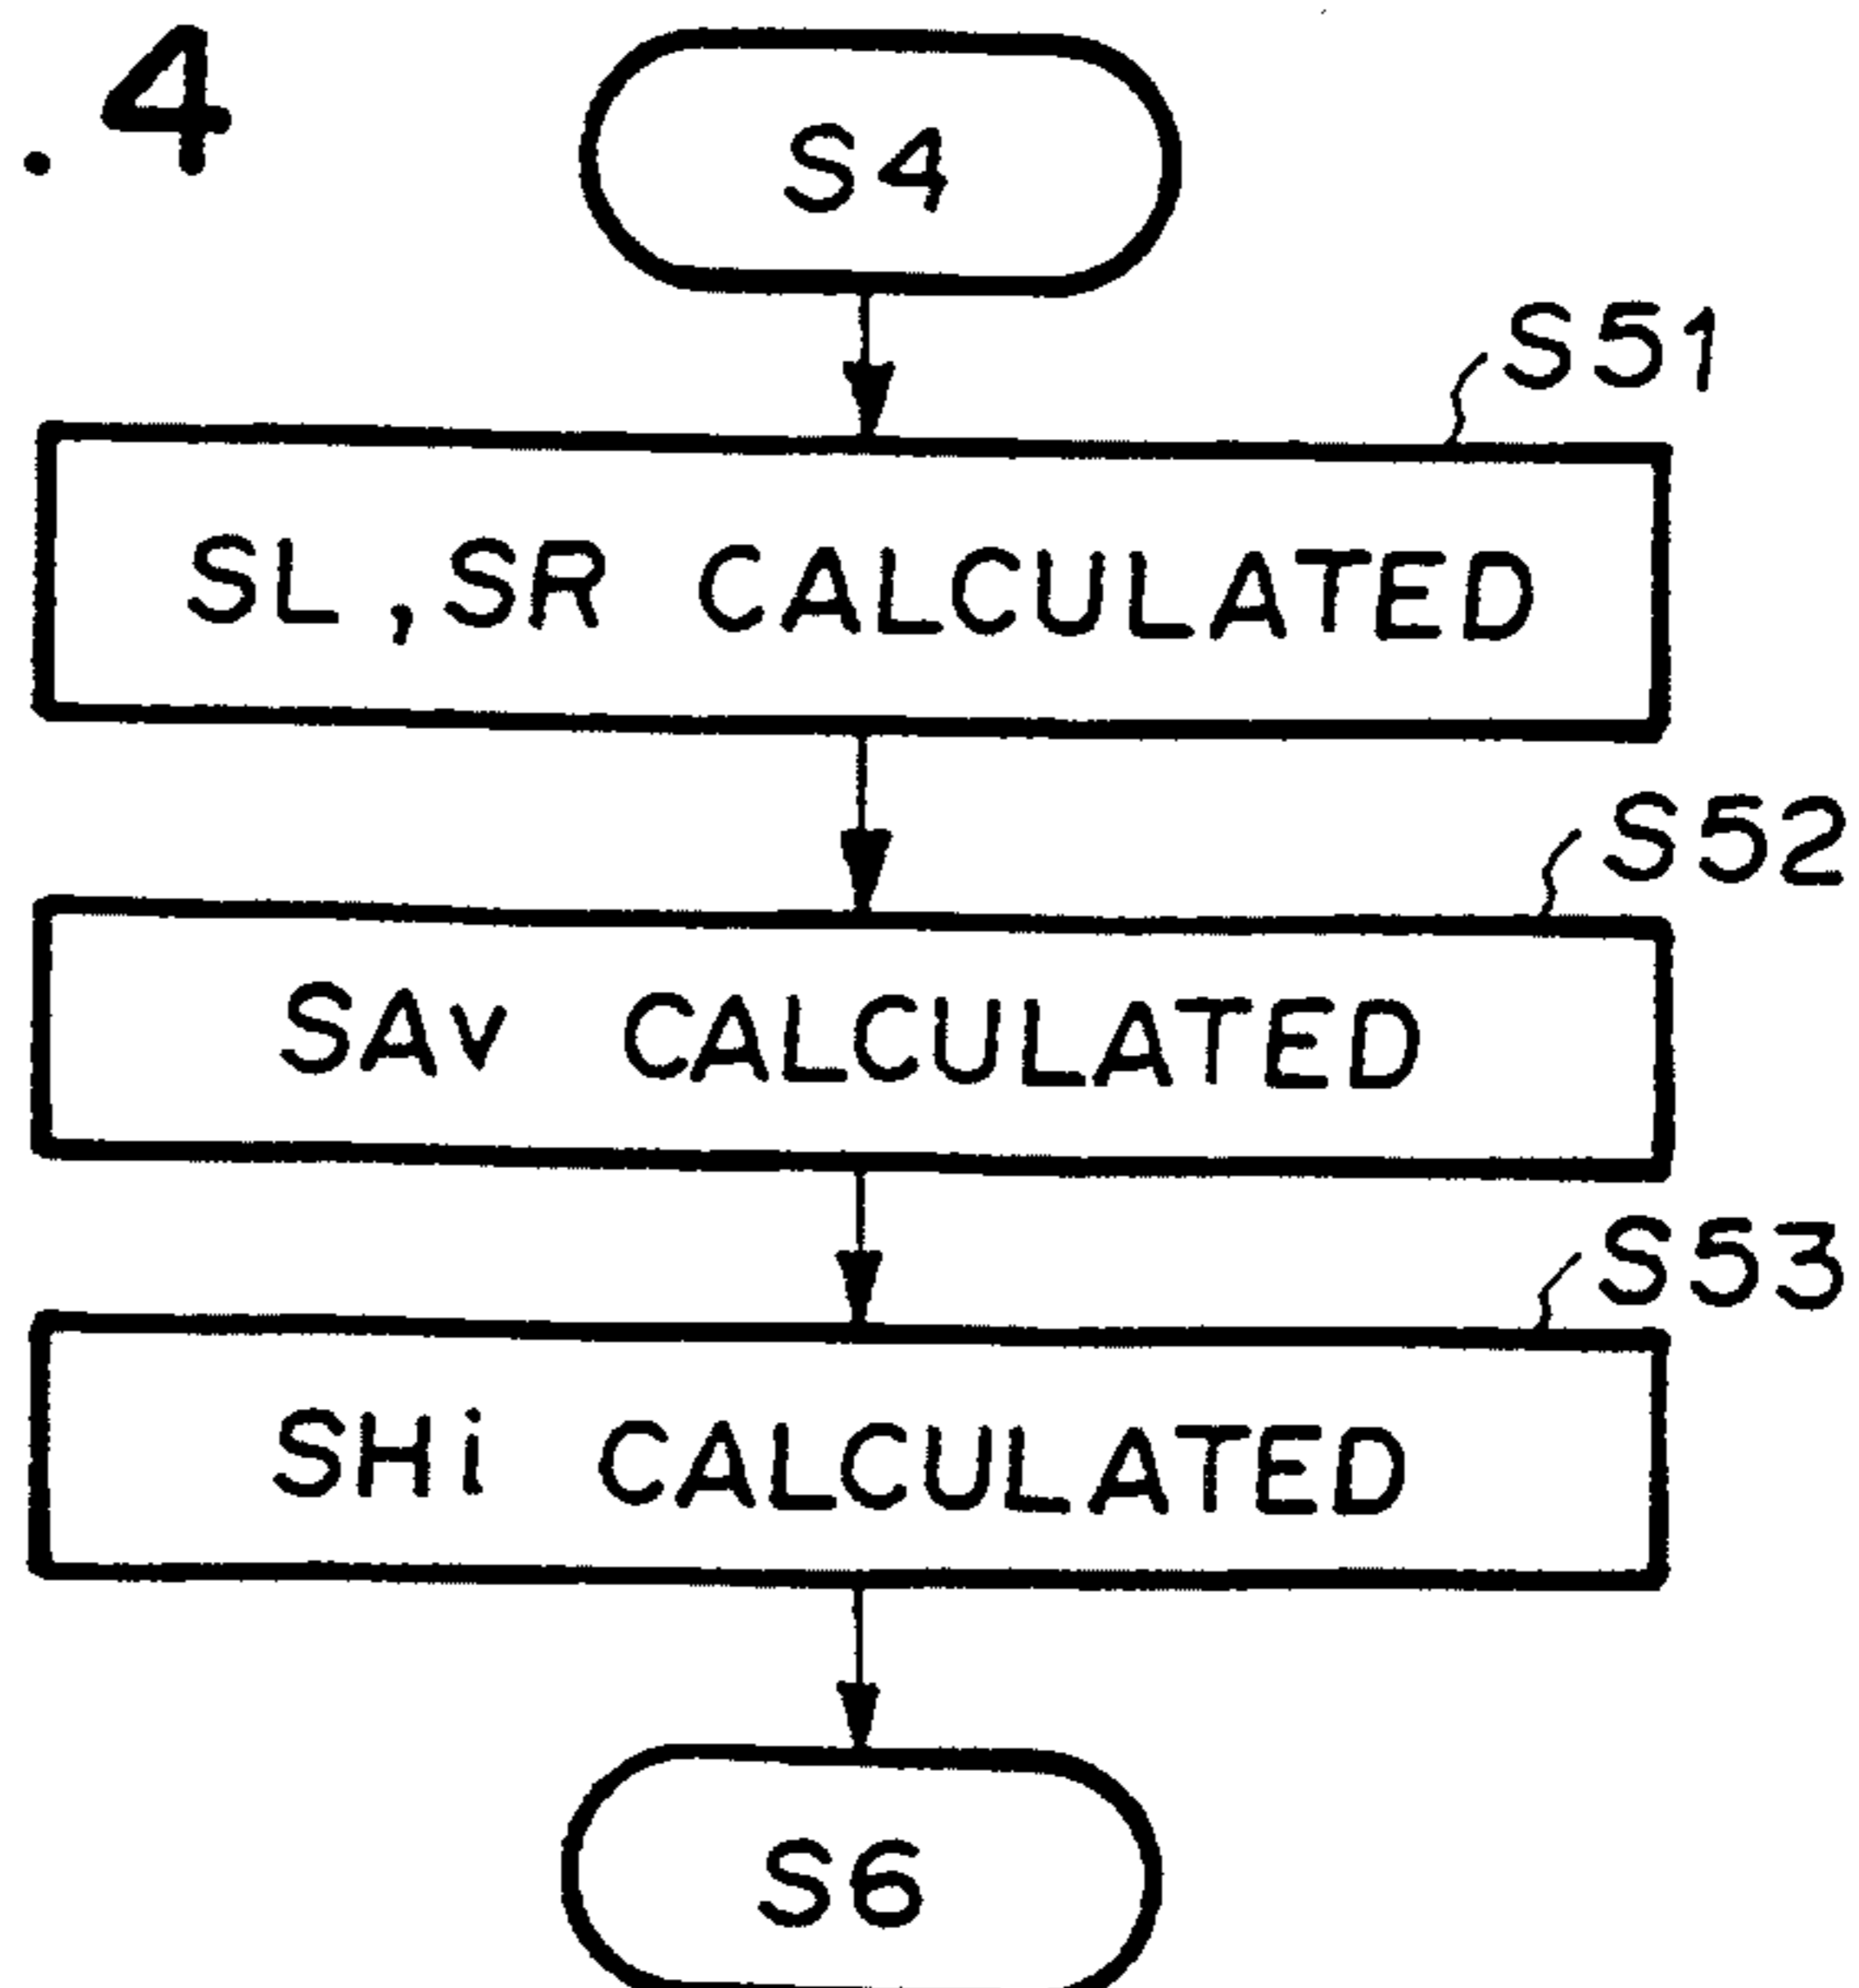 . 4
S4
S51
SL , SR CALCULATED
S52
SAV CALCULATED
S53
SHi CALCULATED
S6